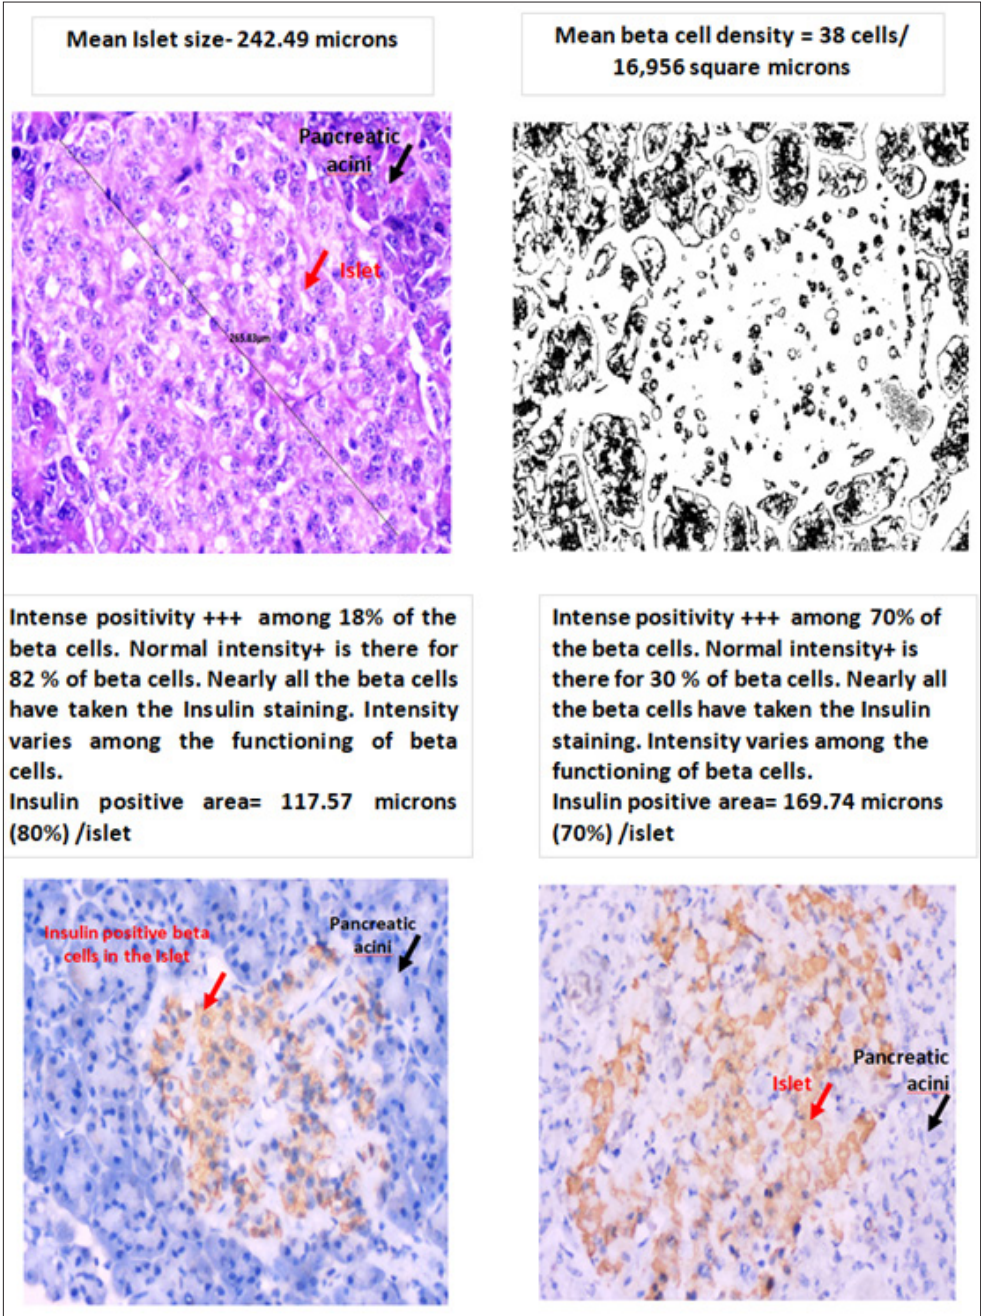 Mean Islet size- 242.49 microns
Mean beta cell density = 38 cells/
16,956 square microns
Pancreatic
acini
Islet
265.83µm
Intense positivity +++ among 18% of the
beta cells. Normal intensity+ is there for
82 % of beta cells. Nearly all the beta cells
have taken the Insulin staining. Intensity
varies among the functioning of beta
cells.
Insulin positive area= 117.57 microns
(80%) /islet
Intense positivity +++ among 70% of
the beta cells. Normal intensity+ is
there for 30 % of beta cells. Nearly all
the beta cells have taken the Insulin
staining. Intensity varies among the
functioning of beta cells.
Insulin positive area= 169.74 microns
(70%) /islet
Insulin positive beta
cells in the Islet
Pancreatic
acini
Pancreatic
acini
Islet